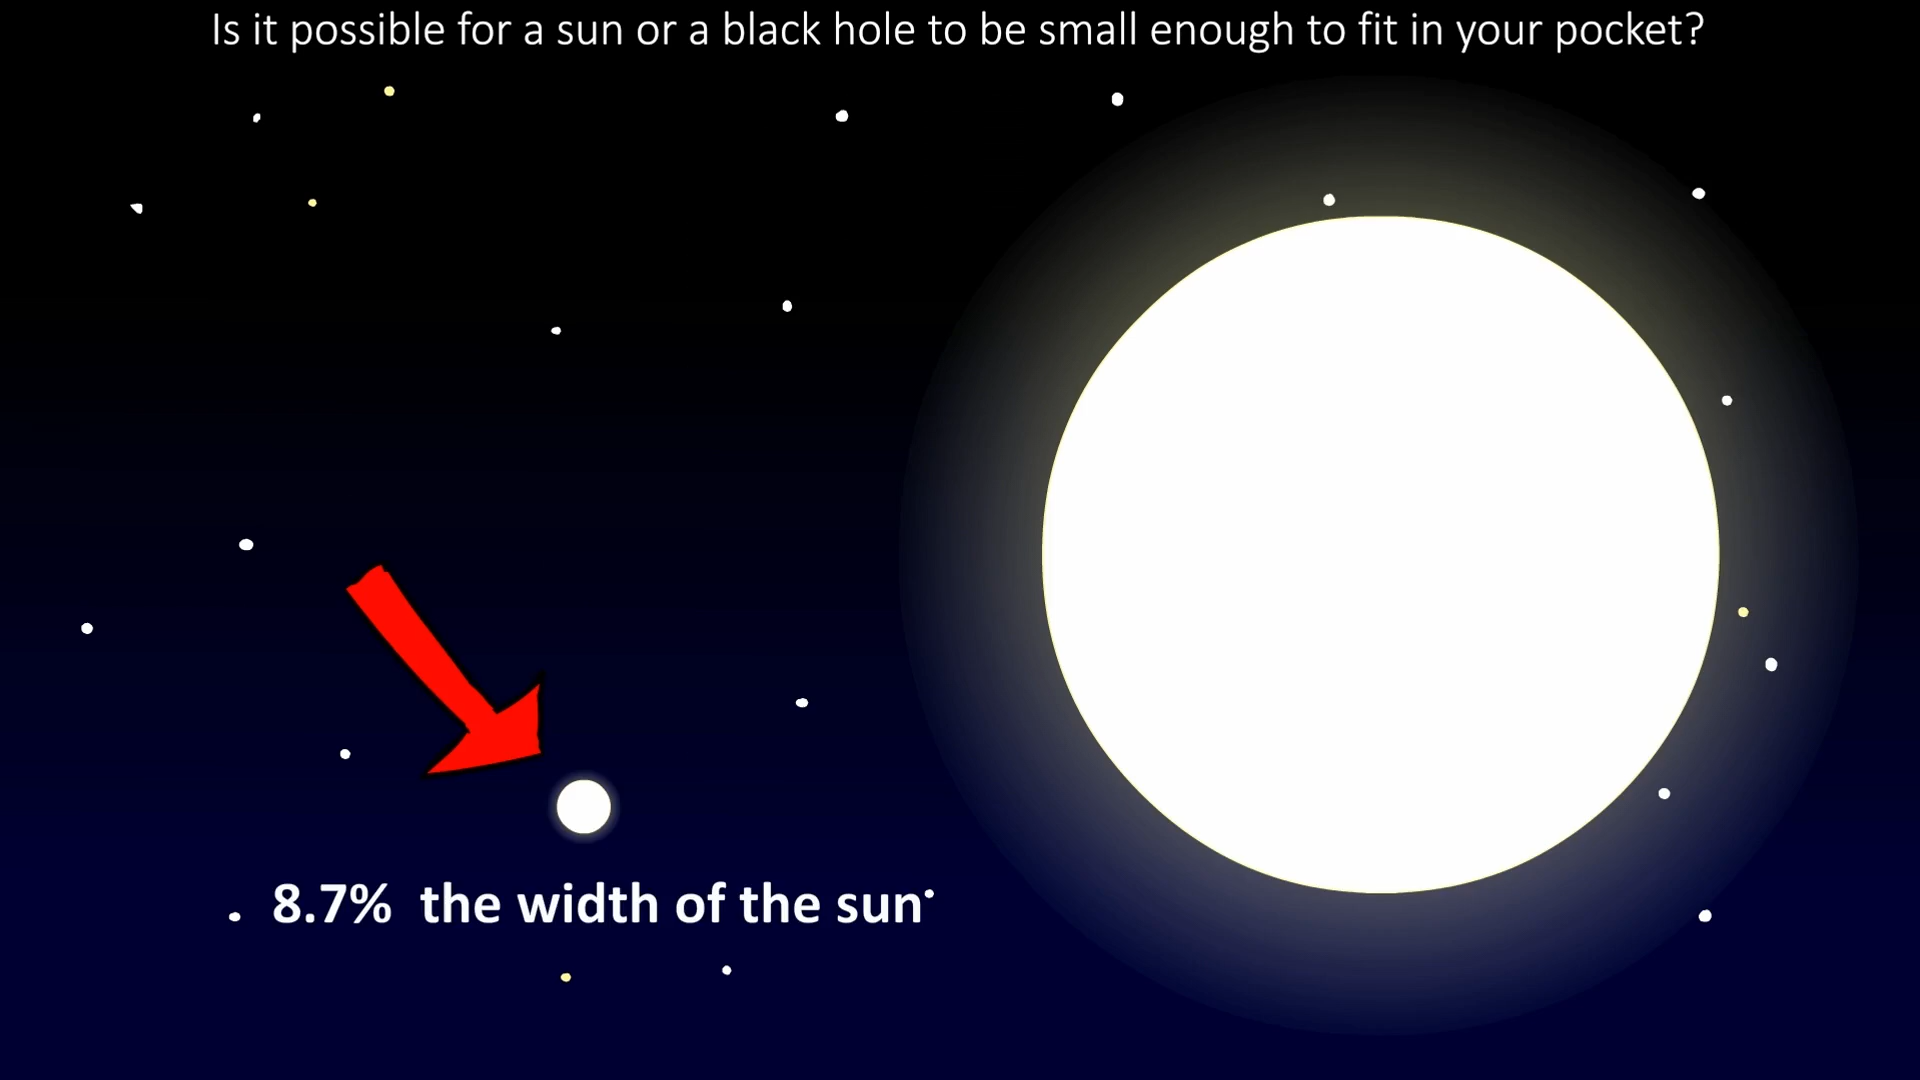 Is it possible for a sun or a black hole to be small enough to fit in your pocket?
8.7% the width of the sun